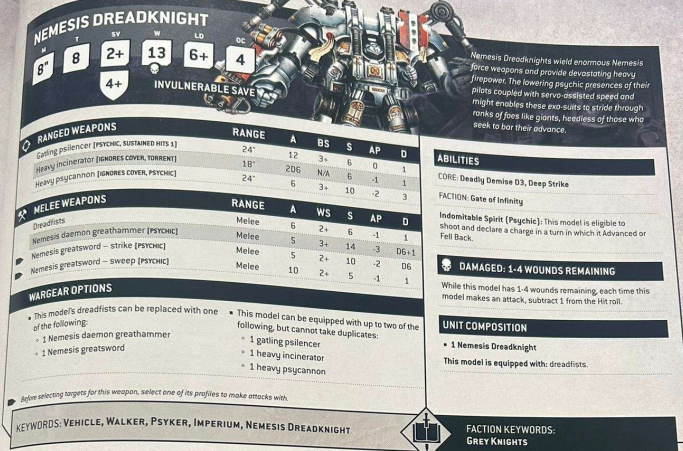 NEMESIS DREADKNIGHT
M T SV W LD OC
8" 8 2+ 13 6+ 4
4+ INVULNERABLE SAVE
Nemesis Dreadknights wield enormous Nemesis
force weapons and provide devastating heavy
firepower. The lowering psychic presences of their
pilots coupled with servo-assisted speed and
might enables these exo-suits to stride through
ranks of foes like giants, heedless of those who
seek to bar their advance.
RANGED WEAPONS RANGE A BS S AP D
Gatling psilencer [PSYCHIC, SUSTAINED HITS 1] 24" 12 3+ 6 0 1
Heavy incinerator [IGNORES COVER, TORRENT] 18" 2D6 N/A 6 -1 1
Heavy psycannon [IGNORES COVER, PSYCHIC] 24" 6 3+ 10 -2 3
MELEE WEAPONS RANGE A WS S AP D
Dreadfists Melee 6 2+ 6 -1 1
Nemesis daemon greathammer [PSYCHIC] Melee 5 3+ 14 -3 D6+1
Nemesis greatsword – strike [PSYCHIC] Melee 5 2+ 10 -2 D6
Nemesis greatsword – sweep [PSYCHIC] Melee 10 2+ 5 -1 1
WARGEAR OPTIONS
▪ This model's dreadfists can be replaced with one
of the following:
◦ 1 Nemesis daemon greathammer
◦ 1 Nemesis greatsword
▪ This model can be equipped with up to two of the
following, but cannot take duplicates:
◦ 1 gatling psilencer
◦ 1 heavy incinerator
◦ 1 heavy psycannon
Before selecting targets for this weapon, select one of its profiles to make attacks with.
ABILITIES
CORE: Deadly Demise D3, Deep Strike
FACTION: Gate of Infinity
Indomitable Spirit [Psychic]: This model is eligible to
shoot and declare a charge in a turn in which it Advanced or
Fell Back.
DAMAGED: 1-4 WOUNDS REMAINING
While this model has 1-4 wounds remaining, each time this
model makes an attack, subtract 1 from the Hit roll.
UNIT COMPOSITION
▪ 1 Nemesis Dreadknight
This model is equipped with: dreadfists.
KEYWORDS: VEHICLE, WALKER, PSYKER, IMPERIUM, NEMESIS DREADKNIGHT
FACTION KEYWORDS:
GREY KNIGHTS